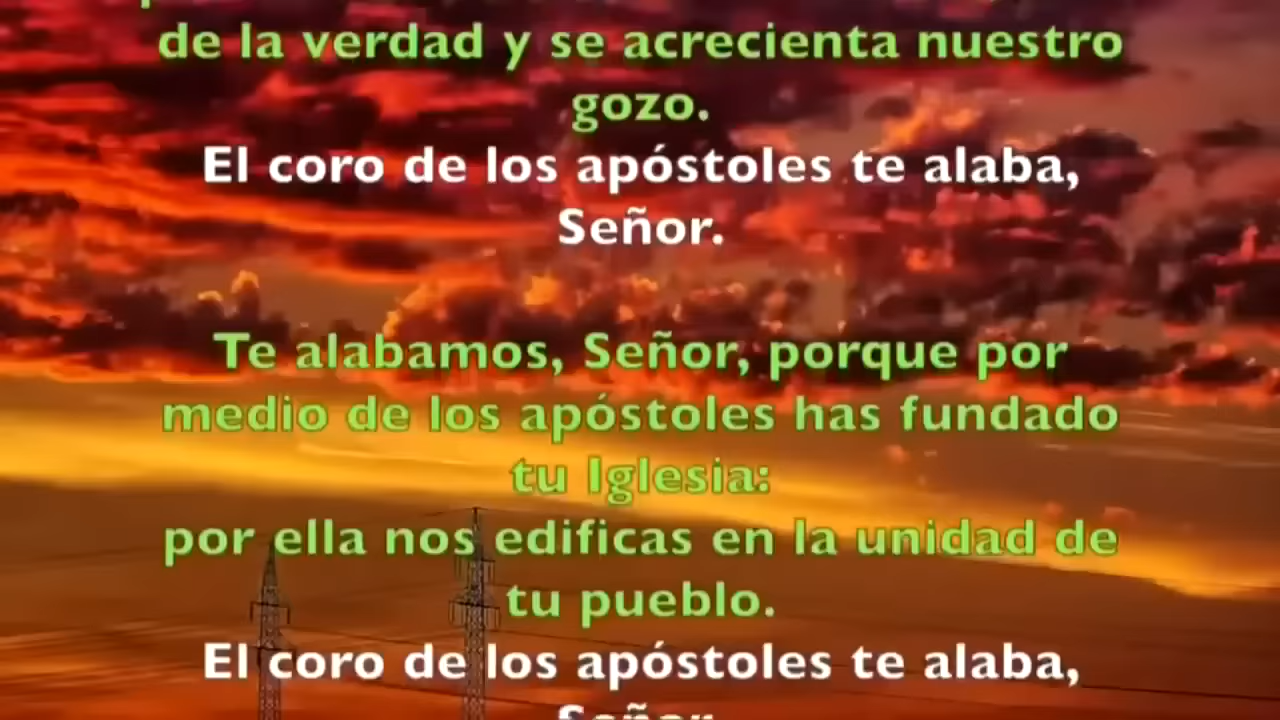 de la verdad y se acrecienta nuestro
gozo.
El coro de los apóstoles te alaba,
Señor.
Te alabamos, Señor, porque por
medio de los apóstoles has fundado
tu Iglesia:
por ella nos edificas en la unidad de
tu pueblo.
El coro de los apóstoles te alaba,
Señor.